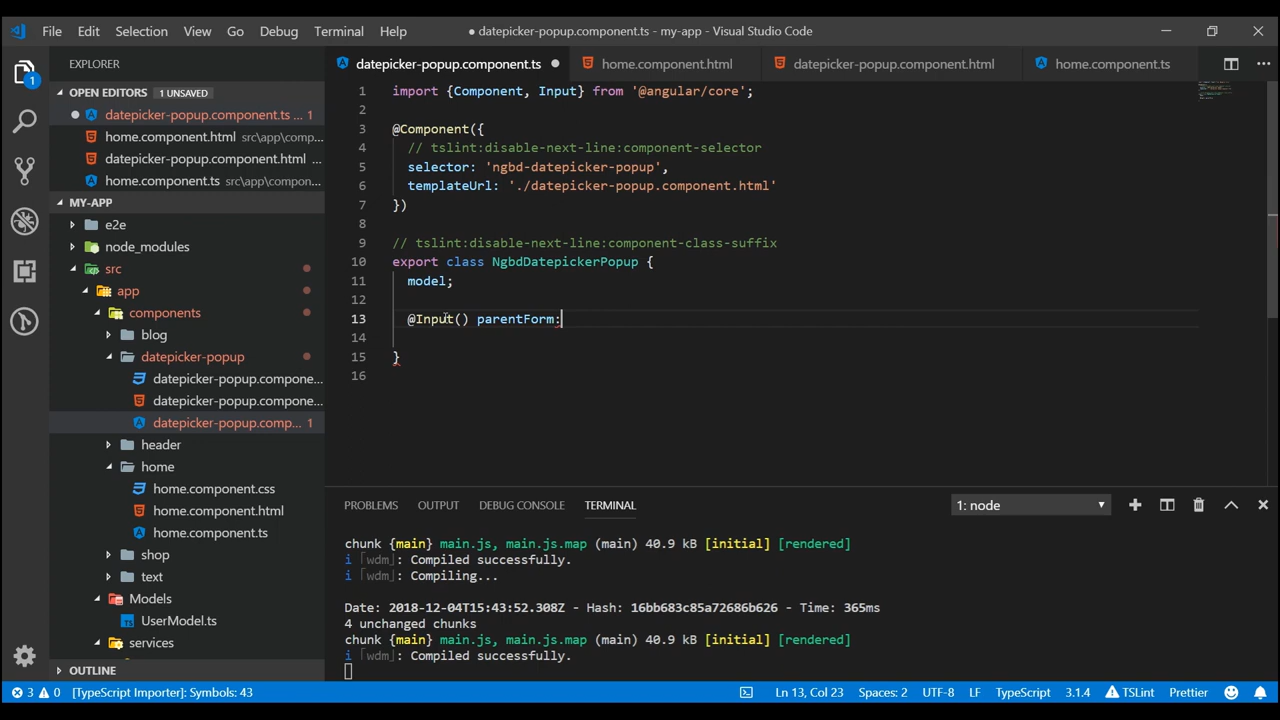 File Edit Selection View Go Debug Terminal Help
● datepicker-popup.component.ts - my-app - Visual Studio Code
EXPLORER
OPEN EDITORS 1 UNSAVED
datepicker-popup.component.ts ... 1
home.component.html src\app\comp...
datepicker-popup.component.html ...
home.component.ts src\app\compon...
MY-APP
e2e
node_modules
src
app
components
blog
datepicker-popup
datepicker-popup.compone...
datepicker-popup.compone...
datepicker-popup.comp... 1
header
home
home.component.css
home.component.html
home.component.ts
shop
text
Models
UserModel.ts
services
OUTLINE
datepicker-popup.component.ts home.component.html datepicker-popup.component.html home.component.ts
1 import {Component, Input} from '@angular/core';
2
3 @Component({
4 // tslint:disable-next-line:component-selector
5 selector: 'ngbd-datepicker-popup',
6 templateUrl: './datepicker-popup.component.html'
7 })
8
9 // tslint:disable-next-line:component-class-suffix
10 export class NgbdDatepickerPopup {
11 model;
12
13 @Input() parentForm:
14
15 }
16
PROBLEMS OUTPUT DEBUG CONSOLE TERMINAL 1: node
chunk {main} main.js, main.js.map (main) 40.9 kB [initial] [rendered]
i ｢wdm｣: Compiled successfully.
i ｢wdm｣: Compiling...
Date: 2018-12-04T15:43:52.308Z - Hash: 16bb683c85a72686b626 - Time: 365ms
4 unchanged chunks
chunk {main} main.js, main.js.map (main) 40.9 kB [initial] [rendered]
i ｢wdm｣: Compiled successfully.
3 0 [TypeScript Importer]: Symbols: 43 Ln 13, Col 23 Spaces: 2 UTF-8 LF TypeScript 3.1.4 TSLint Prettier